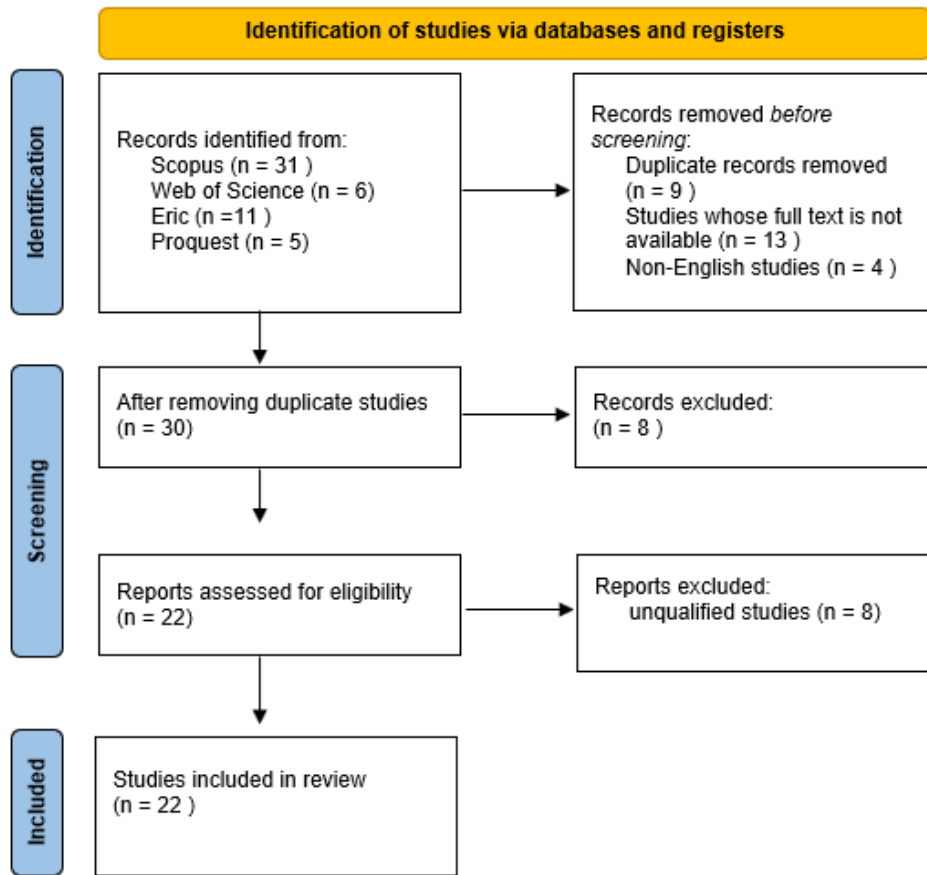 Identification of studies via databases and registers
Identification
Records identified from:
Scopus (n = 31 )
Web of Science (n = 6)
Eric (n =11 )
Proquest (n = 5)
Records removed before
screening:
Duplicate records removed
(n = 9 )
Studies whose full text is not
available (n = 13 )
Non-English studies (n = 4 )
Screening
After removing duplicate studies
(n = 30)
Records excluded:
(n = 8 )
Reports assessed for eligibility
(n = 22)
Reports excluded:
unqualified studies (n = 8)
Included
Studies included in review
(n = 22 )